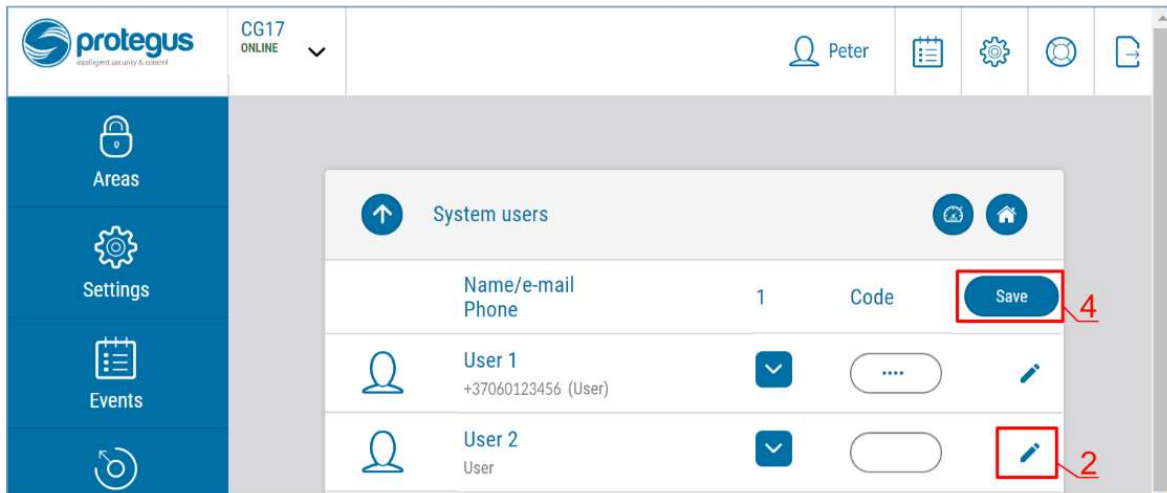 protegus
intelligent security & control
CG17
ONLINE
Peter
Areas
Settings
Events
System users
Name/e-mail
Phone
1
Code
Save
4
User 1
+37060123456 (User)
....
User 2
User
2